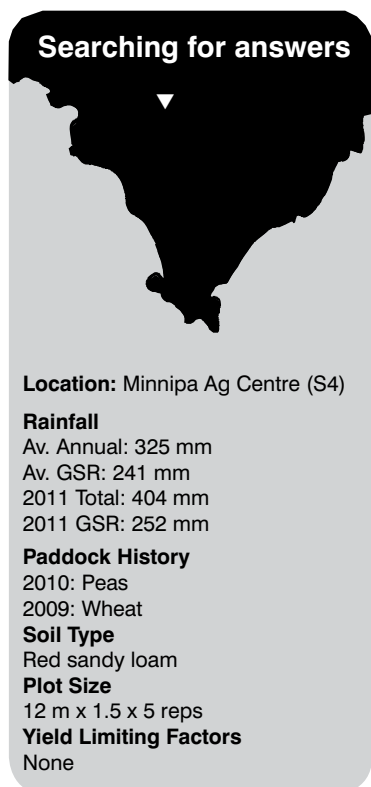 Searching for answers
Location: Minnipa Ag Centre (S4)
Rainfall
Av. Annual: 325 mm
Av. GSR: 241 mm
2011 Total: 404 mm
2011 GSR: 252 mm
Paddock History
2010: Peas
2009: Wheat
Soil Type
Red sandy loam
Plot Size
12 m x 1.5 x 5 reps
Yield Limiting Factors
None